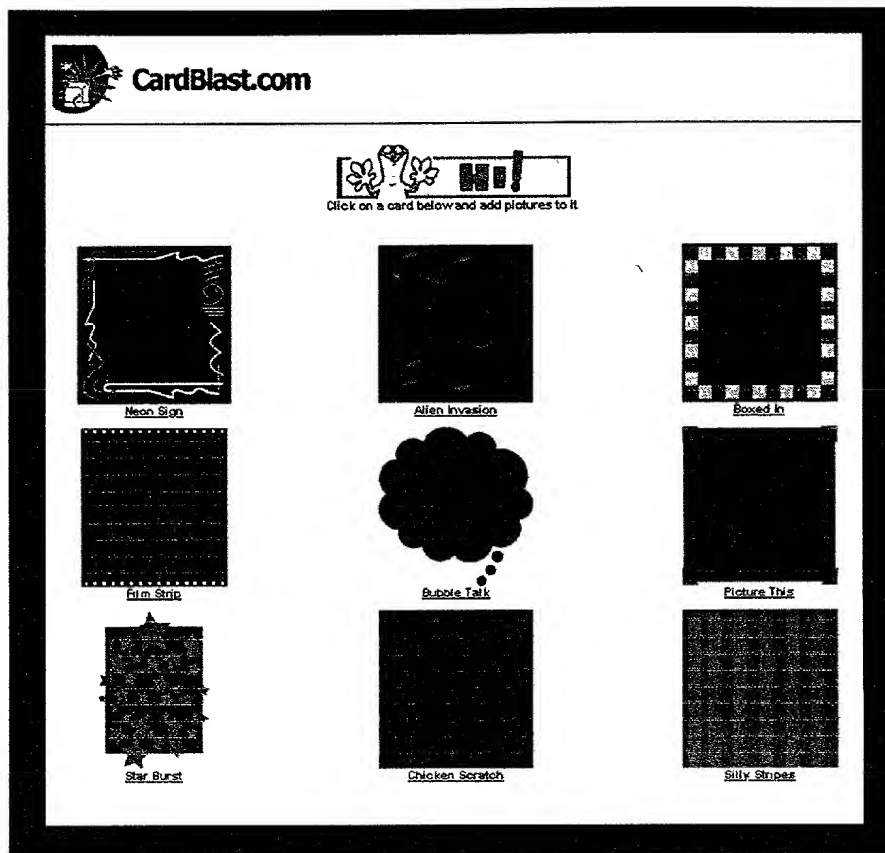 CardBlast.com
Hi!
Click on a card below and add pictures to it
Neon Sign
Alien Invasion
Boxed In
Film Strip
Bubble Talk
Picture This
Star Burst
Chicken Scratch
Silly Stripes